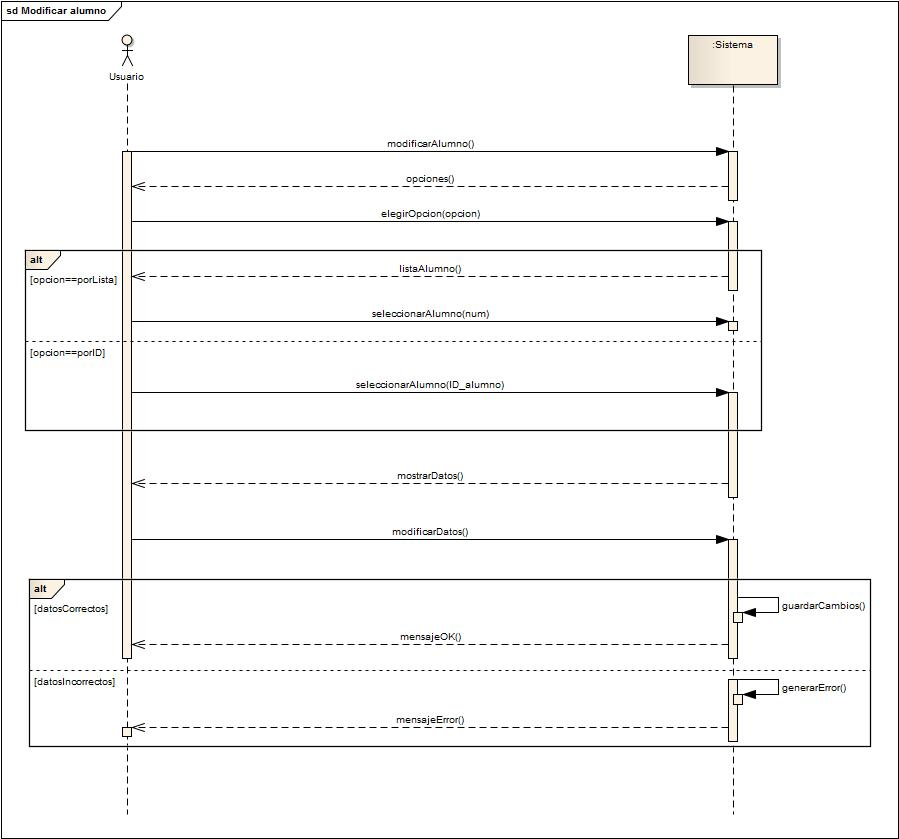 sd Modificar alumno
Usuario
:Sistema
modificarAlumno()
opciones()
elegirOpcion(opcion)
alt
[opcion==porLista]
listaAlumno()
seleccionarAlumno(num)
[opcion==porID]
seleccionarAlumno(ID_alumno)
mostrarDatos()
modificarDatos()
alt
[datosCorrectos]
guardarCambios()
mensajeOK()
[datosIncorrectos]
generarError()
mensajeError()